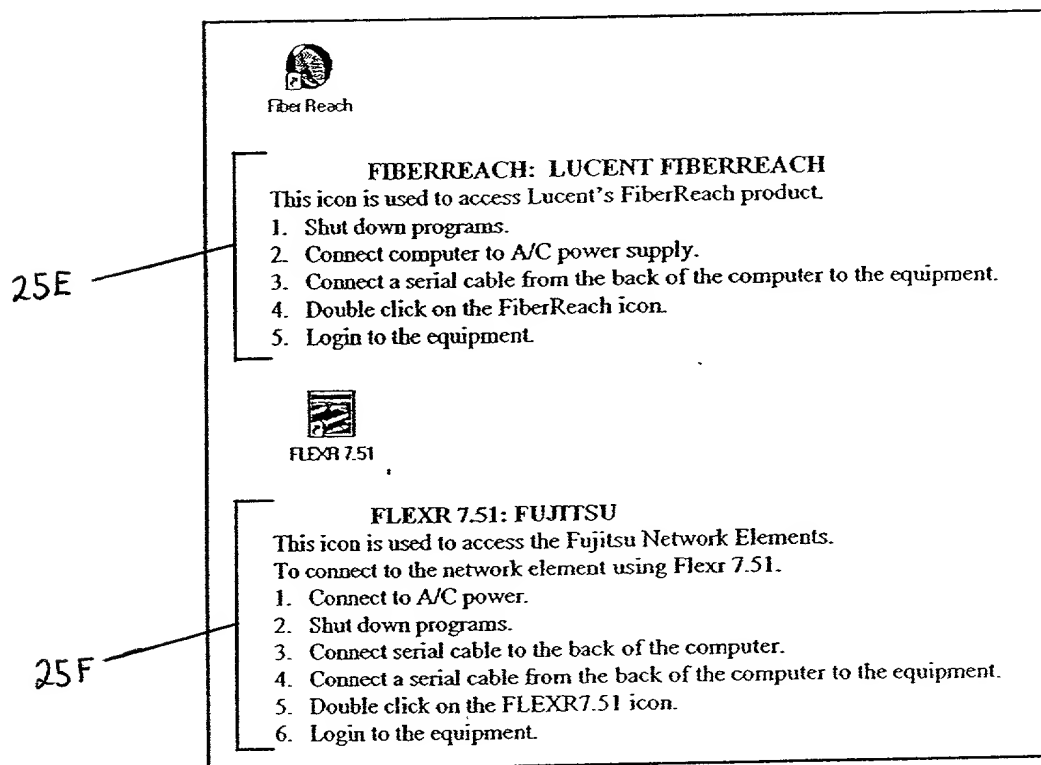 Fiber Reach
FIBERREACH: LUCENT FIBERREACH
This icon is used to access Lucent's FiberReach product.
1. Shut down programs.
2. Connect computer to A/C power supply.
3. Connect a serial cable from the back of the computer to the equipment.
4. Double click on the FiberReach icon.
5. Login to the equipment.
25E
FLEXR 7.51
FLEXR 7.51: FUJITSU
This icon is used to access the Fujitsu Network Elements.
To connect to the network element using Flexr 7.51.
1. Connect to A/C power.
2. Shut down programs.
3. Connect serial cable to the back of the computer.
4. Connect a serial cable from the back of the computer to the equipment.
25F
5. Double click on the FLEXR7.51 icon.
6. Login to the equipment.